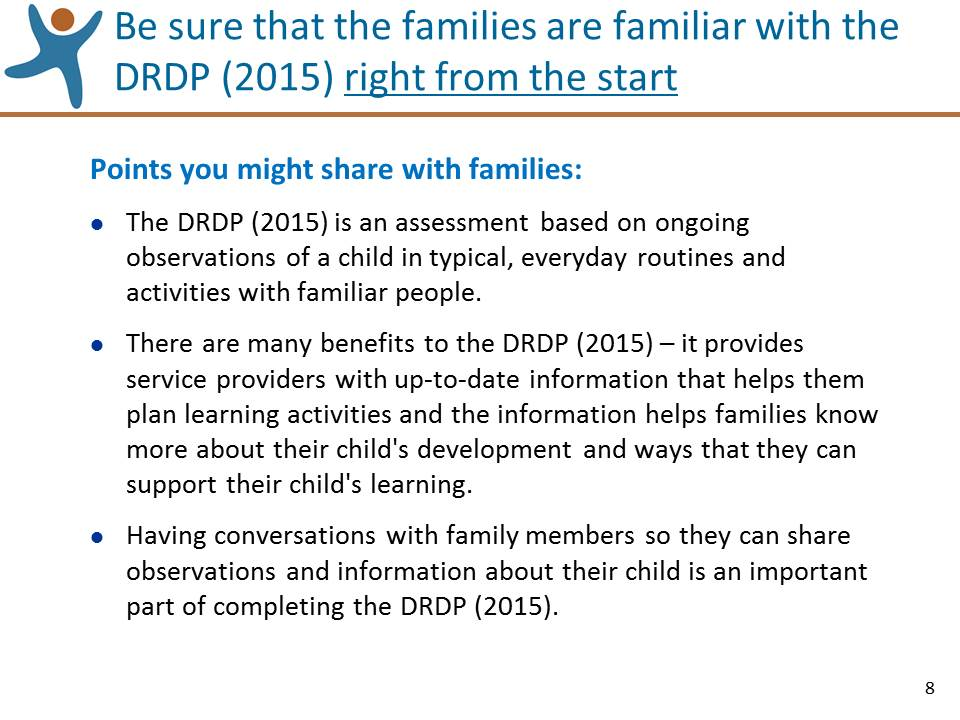 Be sure that the families are familiar with the
DRDP (2015) right from the start
Points you might share with families:
● The DRDP (2015) is an assessment based on ongoing
observations of a child in typical, everyday routines and
activities with familiar people.
● There are many benefits to the DRDP (2015) – it provides
service providers with up-to-date information that helps them
plan learning activities and the information helps families know
more about their child's development and ways that they can
support their child's learning.
● Having conversations with family members so they can share
observations and information about their child is an important
part of completing the DRDP (2015).
8